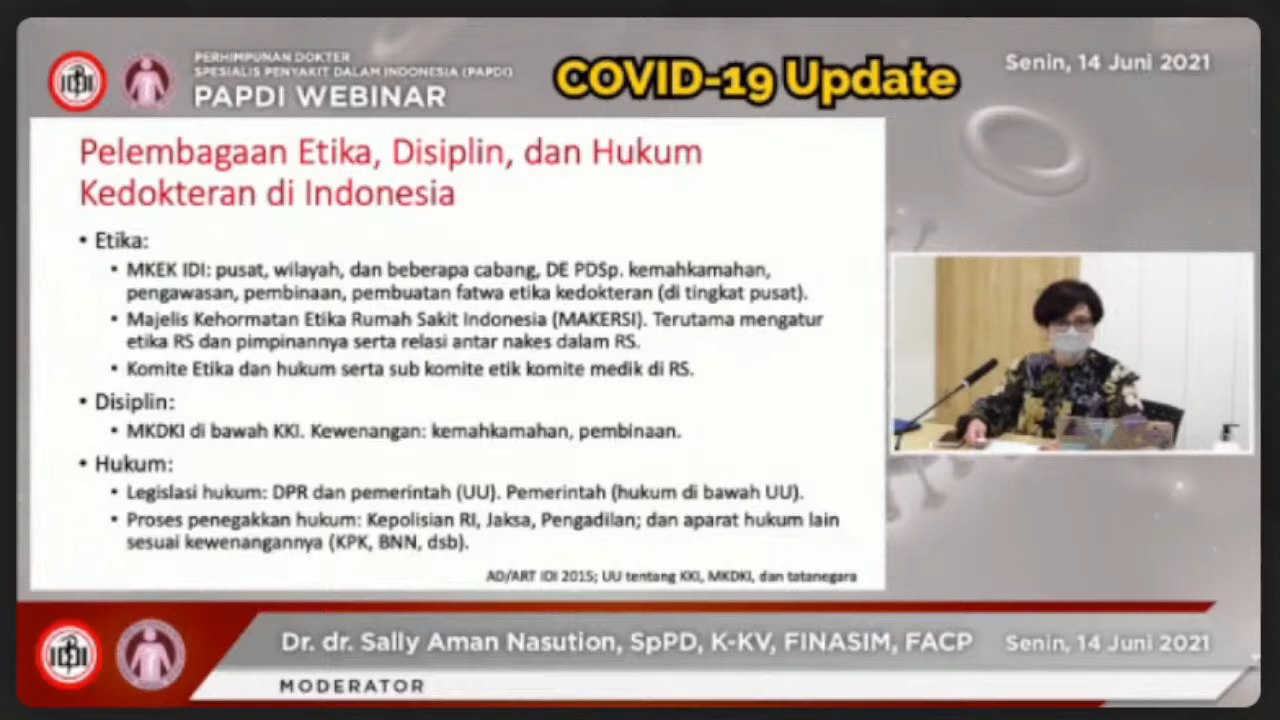 PERHIMPUNAN DOKTER
SPESIALIS PENYAKIT DALAM INDONESIA (PAPDI)
PAPDI WEBINAR
COVID-19 Update
Senin, 14 Juni 2021
Pelembagaan Etika, Disiplin, dan Hukum
Kedokteran di Indonesia
• Etika:
• MKEK IDI: pusat, wilayah, dan beberapa cabang, DE PDSp. kemahkamahan,
pengawasan, pembinaan, pembuatan fatwa etika kedokteran (di tingkat pusat).
• Majelis Kehormatan Etika Rumah Sakit Indonesia (MAKERSI). Terutama mengatur
etika RS dan pimpinannya serta relasi antar nakes dalam RS.
• Komite Etika dan hukum serta sub komite etik komite medik di RS.
• Disiplin:
• MKDKI di bawah KKI. Kewenangan: kemahkamahan, pembinaan.
• Hukum:
• Legislasi hukum: DPR dan pemerintah (UU). Pemerintah (hukum di bawah UU).
• Proses penegakkan hukum: Kepolisian RI, Jaksa, Pengadilan; dan aparat hukum lain
sesuai kewenangannya (KPK, BNN, dsb).
AD/ART IDI 2015; UU tentang KKI, MKDKI, dan tatanegara
Dr. dr. Sally Aman Nasution, SpPD, K-KV, FINASIM, FACP
Senin, 14 Juni 2021
MODERATOR